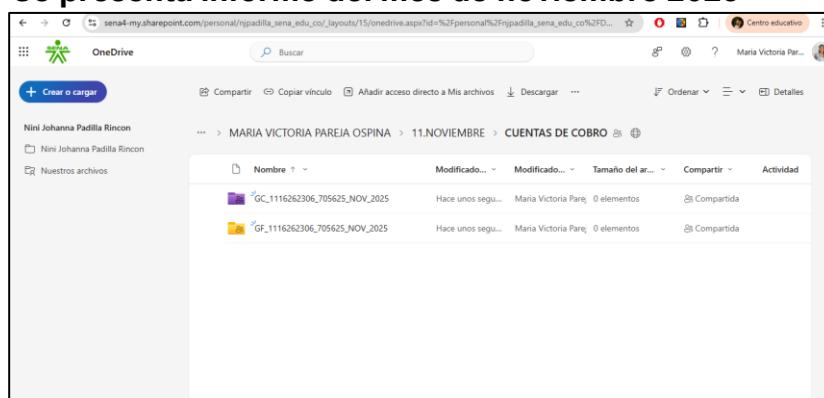 Se presenta informe del mes de noviembre 2025
sena4-my.sharepoint.com/personal/njpadilla_sena_edu_co/_layouts/15/onedrive.aspx?id=%2Fpersonal%2Fnjpadilla_sena_edu_co%2FD...
Centro educativo
SENA
OneDrive
Buscar
Maria Victoria Par...
Crear o cargar
Compartir
Copiar vínculo
Añadir acceso directo a Mis archivos
Descargar
Ordenar
Detalles
Nini Johanna Padilla Rincon
Nini Johanna Padilla Rincon
Nuestros archivos
... > MARIA VICTORIA PAREJA OSPINA > 11.NOVIEMBRE > CUENTAS DE COBRO
Nombre Modificado... Modificado... Tamaño del ar... Compartir Actividad
GC_1116262306_705625_NOV_2025 Hace unos segu... Maria Victoria Parej 0 elementos Compartida
GF_1116262306_705625_NOV_2025 Hace unos segu... Maria Victoria Parej 0 elementos Compartida